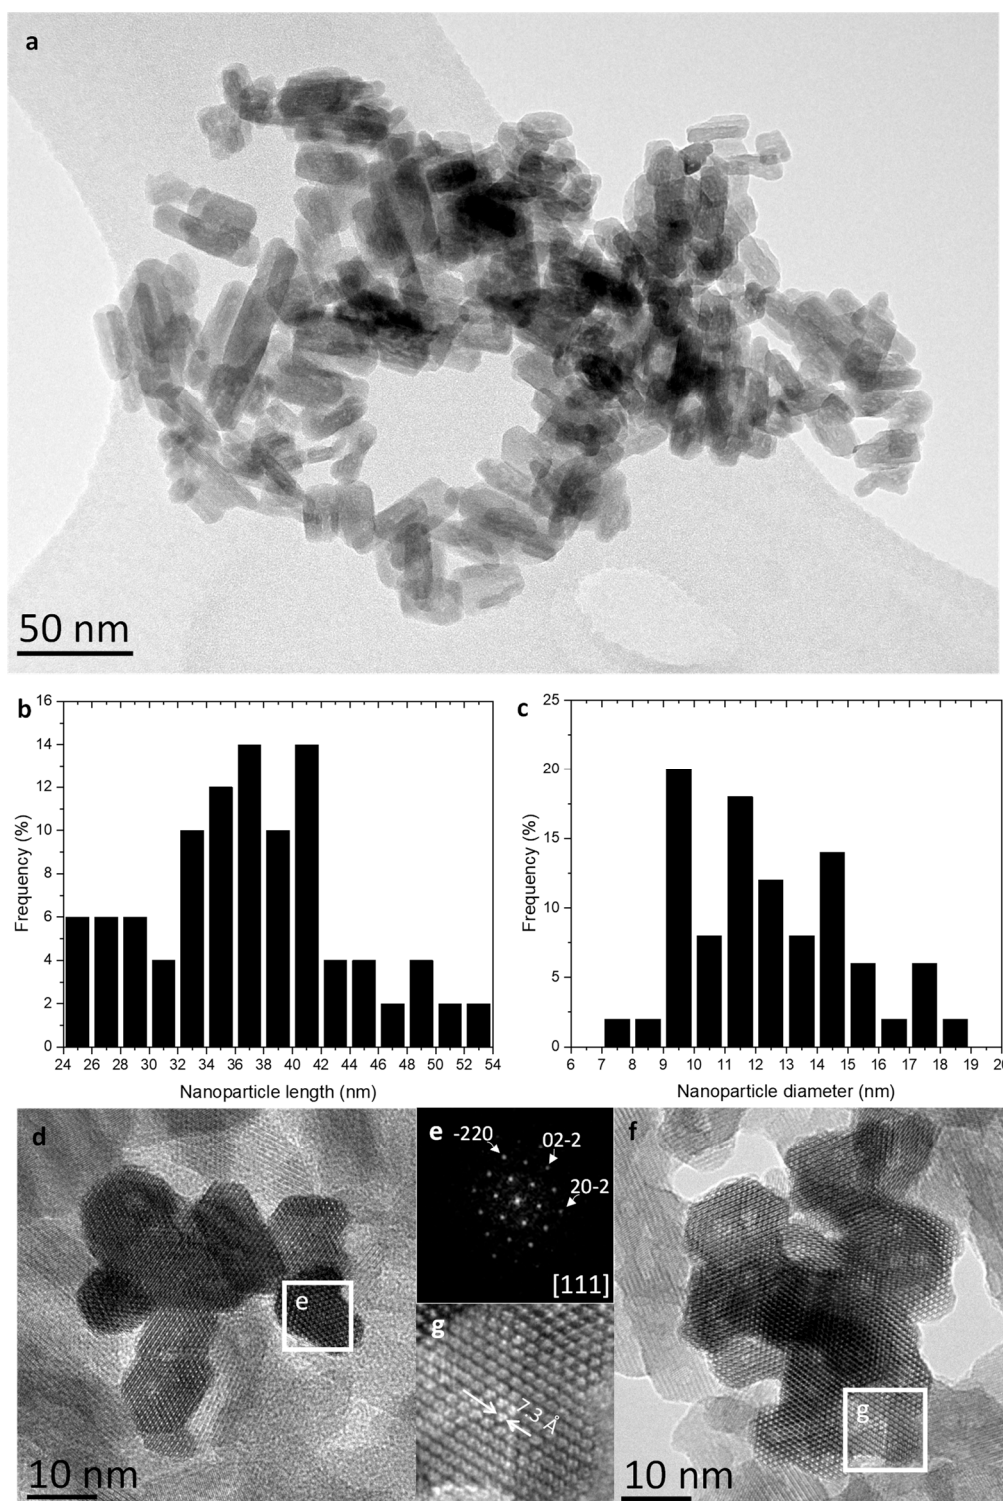 a
50 nm
b
16
14
12
10
8
6
4
2
0
Frequency (%)
24 26 28 30 32 34 36 38 40 42 44 46 48 50 52 54
Nanoparticle length (nm)
c
25
20
15
10
5
0
Frequency (%)
6 7 8 9 10 11 12 13 14 15 16 17 18 19 20
Nanoparticle diameter (nm)
d
e
10 nm
e
-220
02-2
20-2
[111]
g
7.3 Å
f
g
10 nm